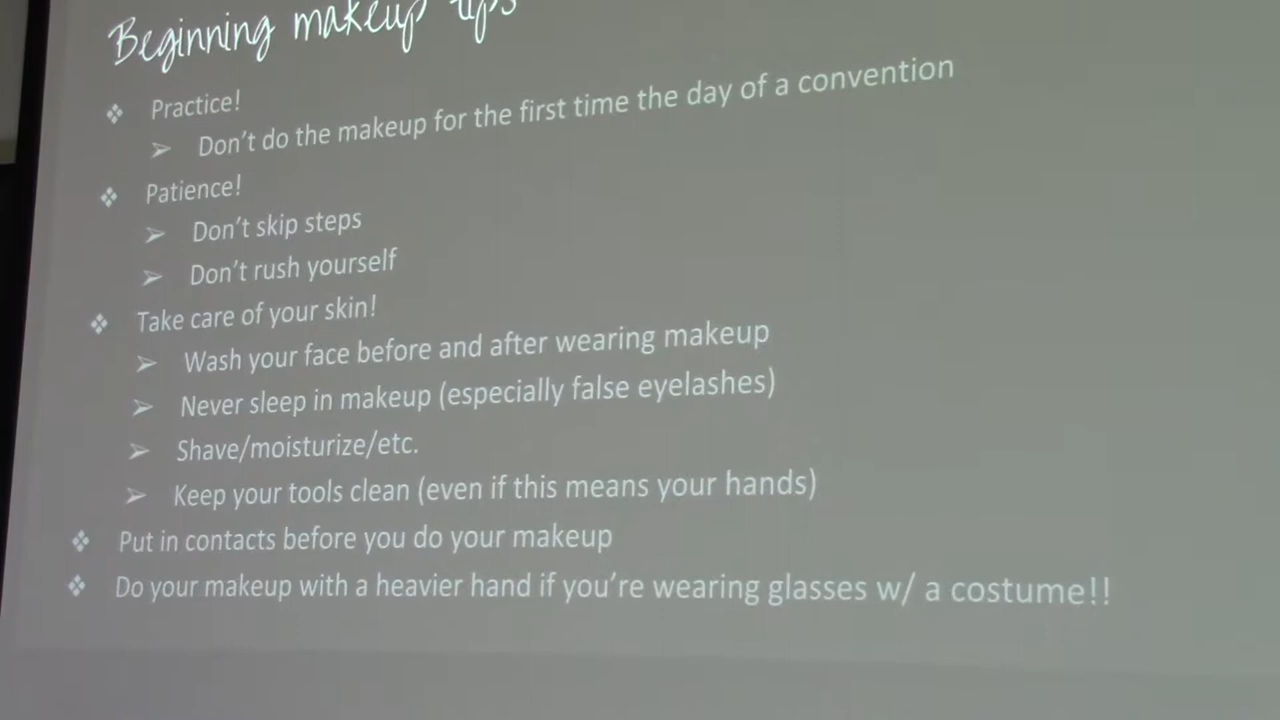 Beginning makeup tips
Practice!
Don't do the makeup for the first time the day of a convention
Patience!
Don't skip steps
Don't rush yourself
Take care of your skin!
Wash your face before and after wearing makeup
Never sleep in makeup (especially false eyelashes)
Shave/moisturize/etc.
Keep your tools clean (even if this means your hands)
Put in contacts before you do your makeup
Do your makeup with a heavier hand if you're wearing glasses w/ a costume!!